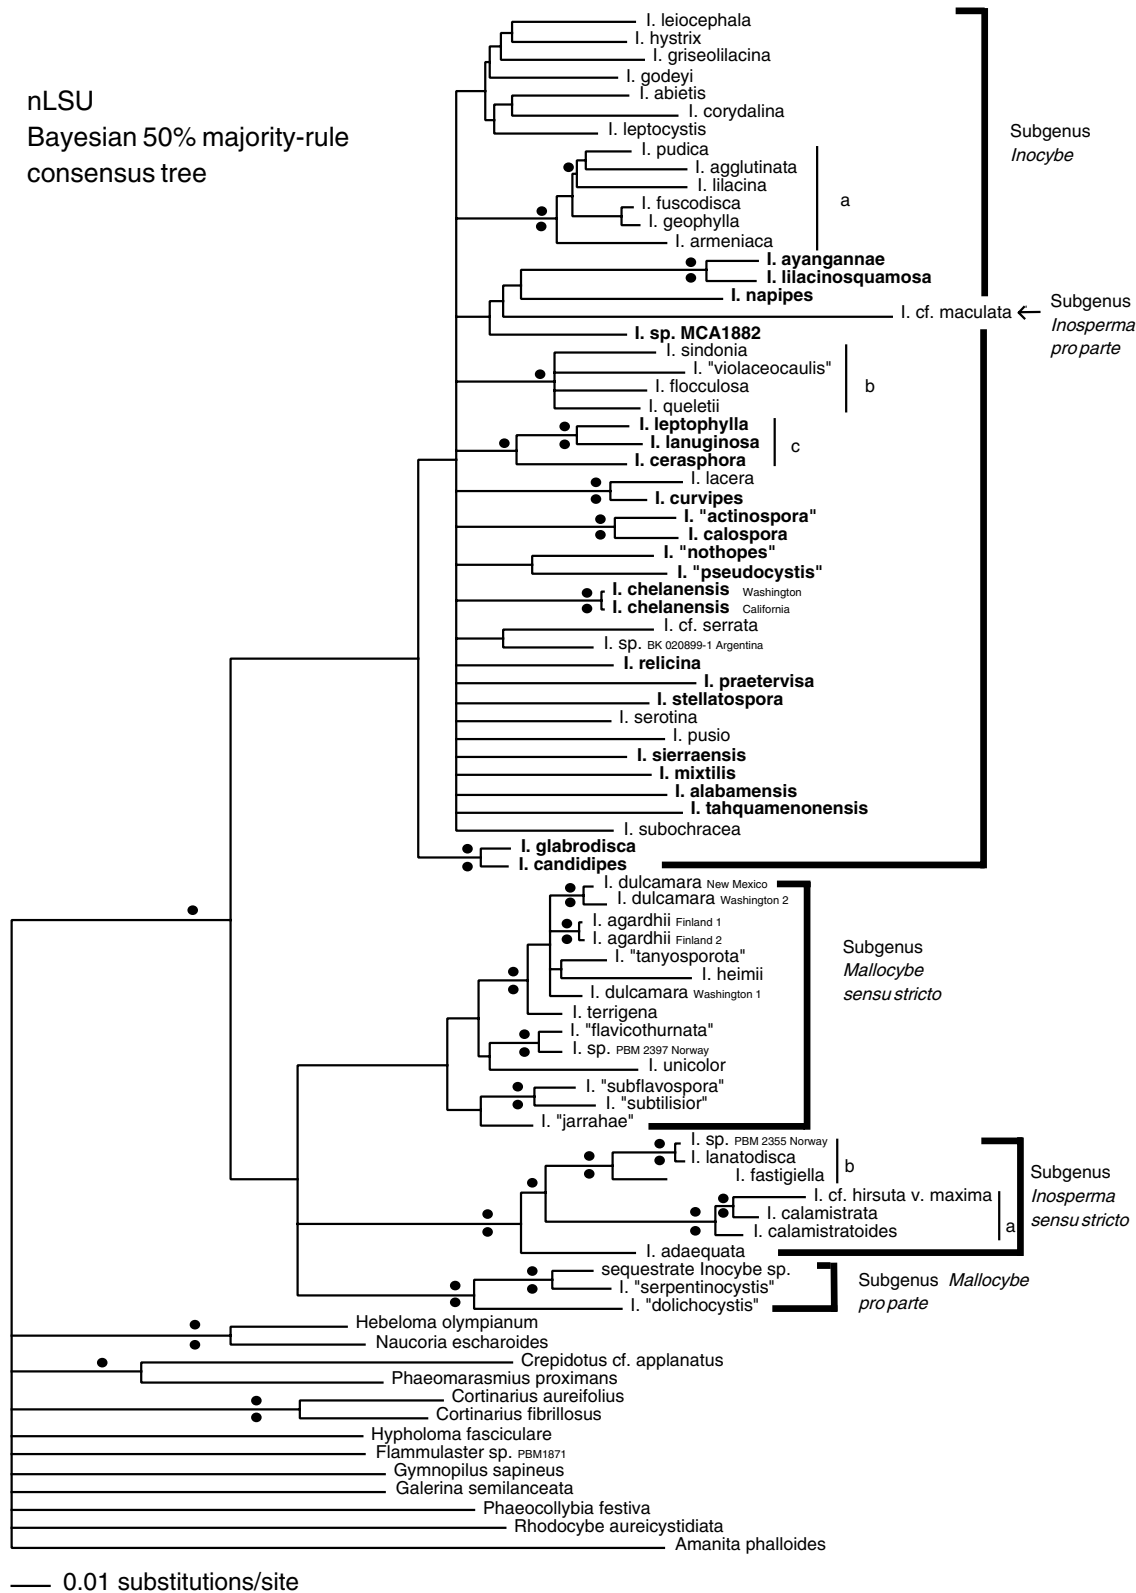 nLSU
Bayesian 50% majority-rule
consensus tree
I. leiocephala
I. hystrix
I. griseolilacina
I. godeyi
I. abietis
I. corydalina
I. leptocystis
I. pudica
I. agglutinata
I. lilacina
I. fuscodisca
I. geophylla
I. armeniaca
a
I. ayangannae
I. lilacinosquamosa
I. napipes
I. cf. maculata
I. sp. MCA1882
I. sindonia
I. "violaceocaulis"
I. flocculosa
I. queletii
b
I. leptophylla
I. lanuginosa
I. cerasphora
c
I. lacera
I. curvipes
I. "actinospora"
I. calospora
I. "nothopes"
I. "pseudocystis"
I. chelanensis Washington
I. chelanensis California
I. cf. serrata
I. sp. BK 020899-1 Argentina
I. relicina
I. praetervisa
I. stellatospora
I. serotina
I. pusio
I. sierraensis
I. mixtilis
I. alabamensis
I. tahquamenonensis
I. subochracea
I. glabrodisca
I. candidipes
Subgenus
Inocybe
Subgenus
Inosperma
pro parte
I. dulcamara New Mexico
I. dulcamara Washington 2
I. agardhii Finland 1
I. agardhii Finland 2
I. "tanyosporota"
I. heimii
I. dulcamara Washington 1
I. terrigena
I. "flavicothurnata"
I. sp. PBM 2397 Norway
I. unicolor
I. "subflavospora"
I. "subtilisior"
I. "jarrahae"
Subgenus
Mallocybe
sensu stricto
I. sp. PBM 2355 Norway
I. lanatodisca
I. fastigiella
b
I. cf. hirsuta v. maxima
I. calamistrata
I. calamistratoides
a
I. adaequata
Subgenus
Inosperma
sensu stricto
sequestrate Inocybe sp.
I. "serpentinocystis"
I. "dolichocystis"
Subgenus Mallocybe
pro parte
Hebeloma olympianum
Naucoria escharoides
Crepidotus cf. applanatus
Phaeomarasmius proximans
Cortinarius aureifolius
Cortinarius fibrillosus
Hypholoma fasciculare
Flammulaster sp. PBM1871
Gymnopilus sapineus
Galerina semilanceata
Phaeocollybia festiva
Rhodocybe aureicystidiata
Amanita phalloides
0.01 substitutions/site